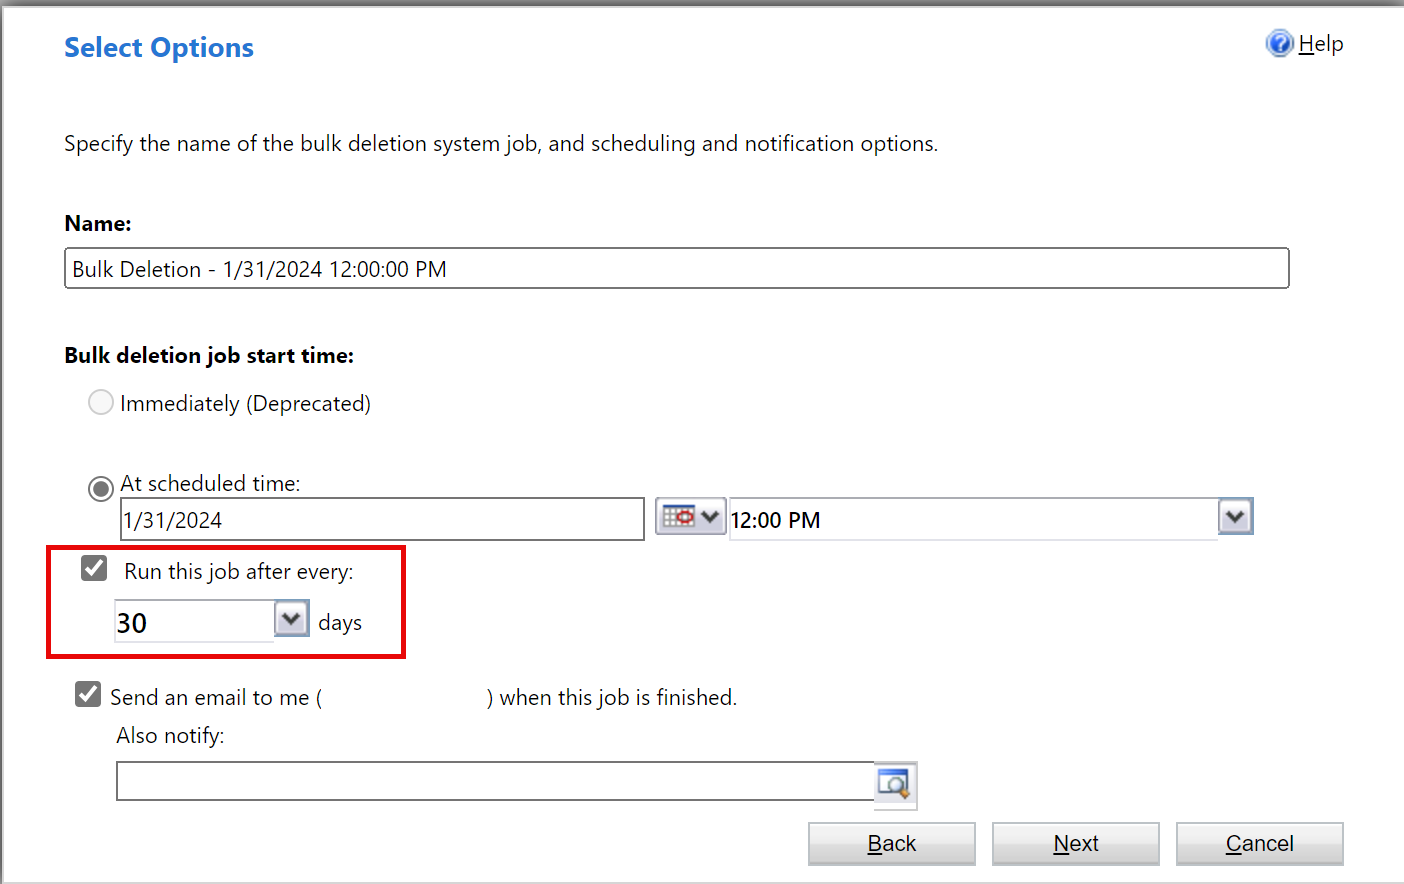 Select Options
Help
Specify the name of the bulk deletion system job, and scheduling and notification options.
Name:
Bulk Deletion - 1/31/2024 12:00:00 PM
Bulk deletion job start time:
Immediately (Deprecated)
At scheduled time:
1/31/2024 12:00 PM
Run this job after every:
30 days
Send an email to me ( ) when this job is finished.
Also notify:
Back Next Cancel